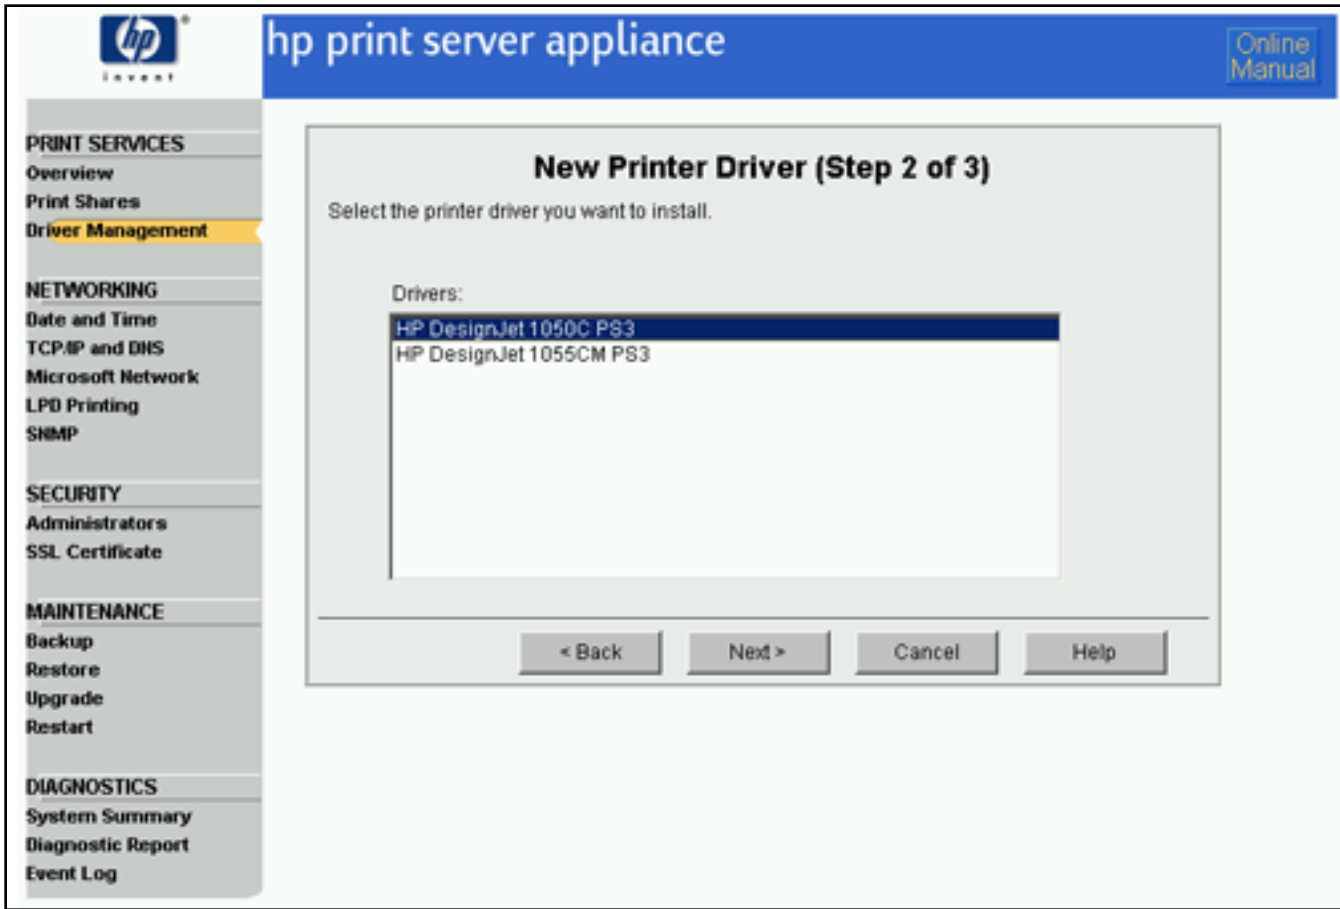 hp
invent
hp print server appliance
Online
Manual
PRINT SERVICES
Overview
Print Shares
Driver Management
NETWORKING
Date and Time
TCP/IP and DNS
Microsoft Network
LPD Printing
SNMP
SECURITY
Administrators
SSL Certificate
MAINTENANCE
Backup
Restore
Upgrade
Restart
DIAGNOSTICS
System Summary
Diagnostic Report
Event Log
New Printer Driver (Step 2 of 3)
Select the printer driver you want to install.
Drivers:
HP DesignJet 1050C PS3
HP DesignJet 1055CM PS3
< Back Next > Cancel Help